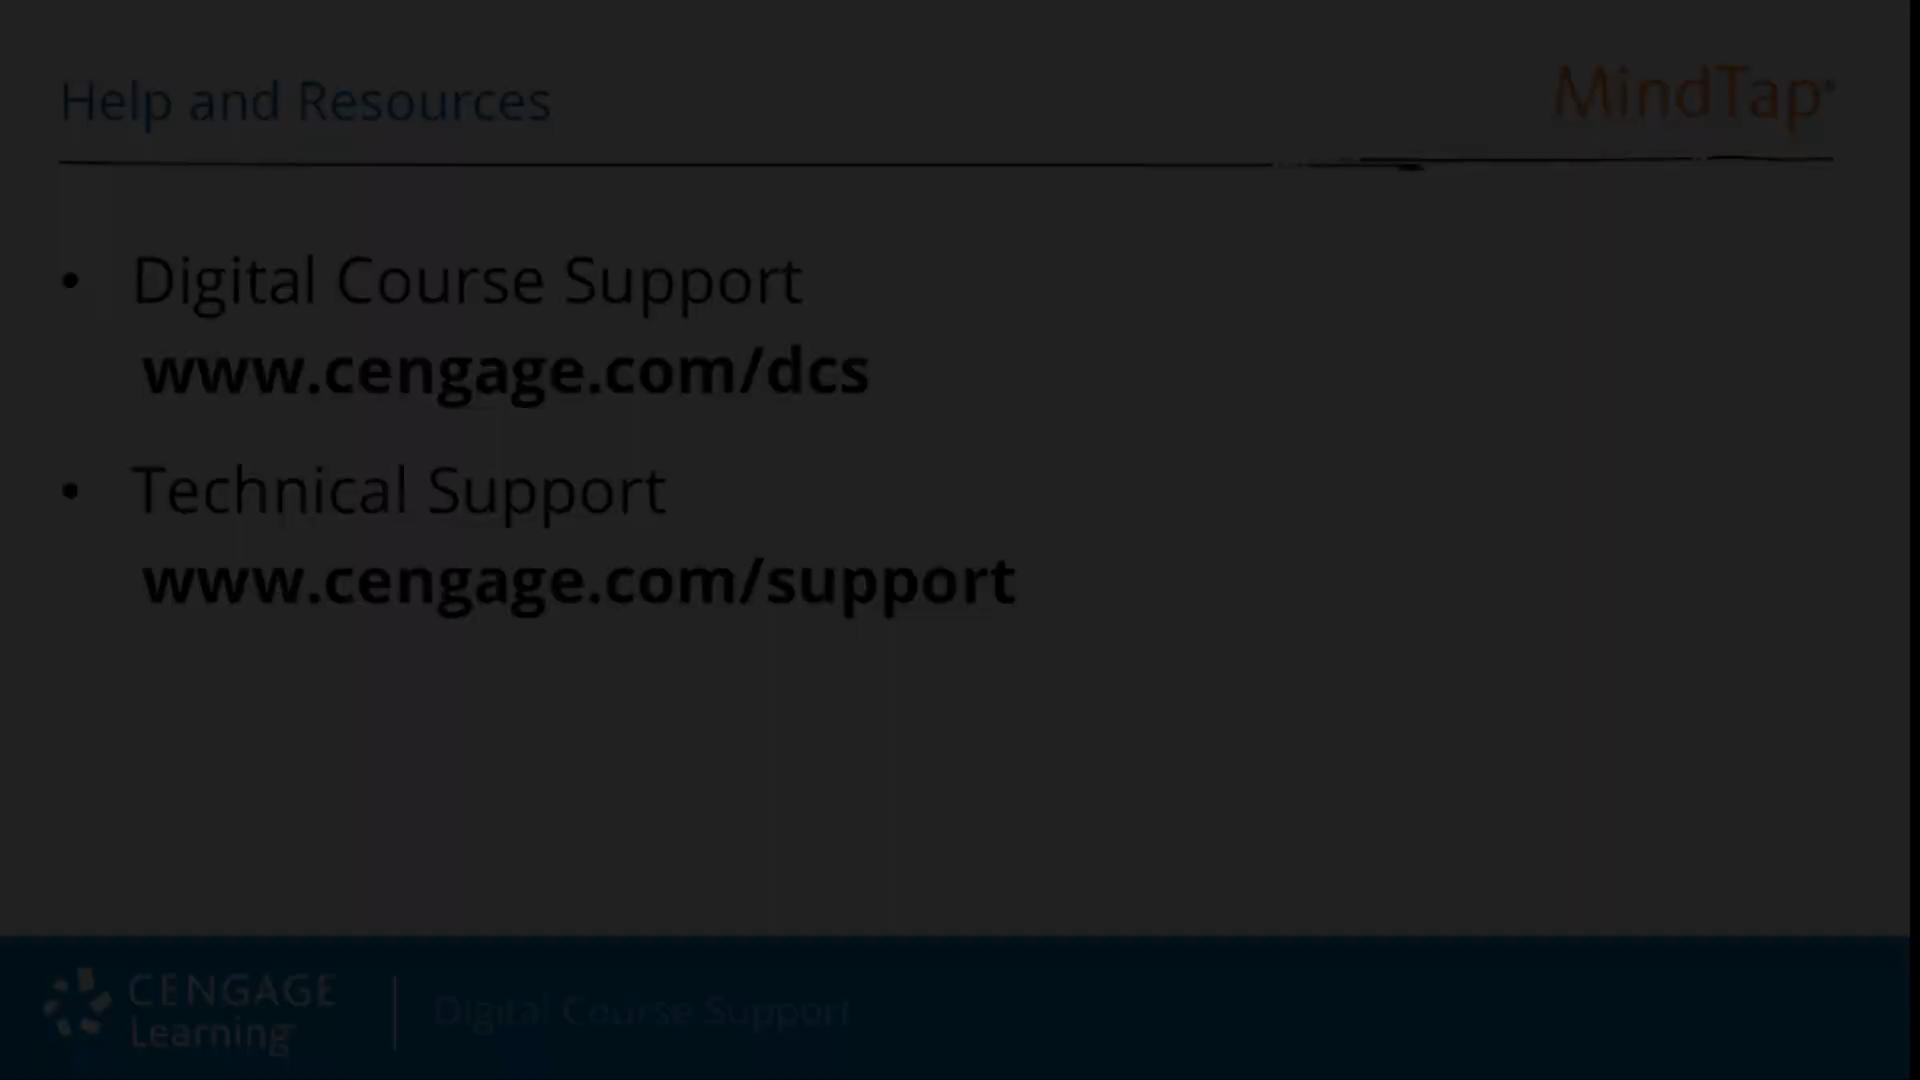 Help and Resources
MindTap®
• Digital Course Support
www.cengage.com/dcs
• Technical Support
www.cengage.com/support
CENGAGE
Learning
Digital Course Support